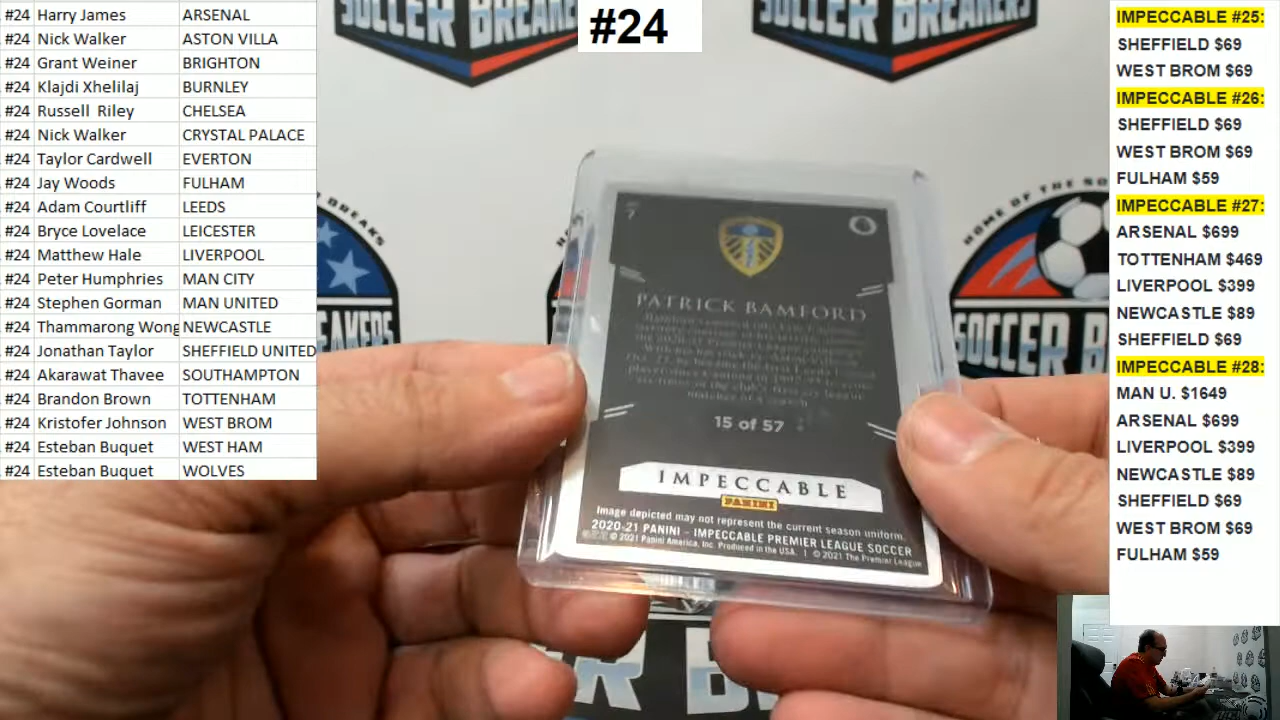 #24 Harry James ARSENAL
#24 Nick Walker ASTON VILLA
#24 Grant Weiner BRIGHTON
#24 Klajdi Xhelilaj BURNLEY
#24 Russell Riley CHELSEA
#24 Nick Walker CRYSTAL PALACE
#24 Taylor Cardwell EVERTON
#24 Jay Woods FULHAM
#24 Adam Courtliff LEEDS
#24 Bryce Lovelace LEICESTER
#24 Matthew Hale LIVERPOOL
#24 Peter Humphries MAN CITY
#24 Stephen Gorman MAN UNITED
#24 Thammarong Wong NEWCASTLE
#24 Jonathan Taylor SHEFFIELD UNITED
#24 Akarawat Thavee SOUTHAMPTON
#24 Brandon Brown TOTTENHAM
#24 Kristofer Johnson WEST BROM
#24 Esteban Buquet WEST HAM
#24 Esteban Buquet WOLVES
#24
SOCCER BREAKERS
HOME OF THE
SOCCER
PATRICK BAMFORD
15 of 57
IMPECCABLE
PANINI
Image depicted may not represent the current season uniform.
2020-21 PANINI - IMPECCABLE PREMIER LEAGUE SOCCER
© 2021 Panini America, Inc. Produced in the USA. | © 2021 The Premier League
IMPECCABLE #25:
SHEFFIELD $69
WEST BROM $69
IMPECCABLE #26:
SHEFFIELD $69
WEST BROM $69
FULHAM $59
IMPECCABLE #27:
ARSENAL $699
TOTTENHAM $469
LIVERPOOL $399
NEWCASTLE $89
SHEFFIELD $69
IMPECCABLE #28:
MAN U. $1649
ARSENAL $699
LIVERPOOL $399
NEWCASTLE $89
SHEFFIELD $69
WEST BROM $69
FULHAM $59